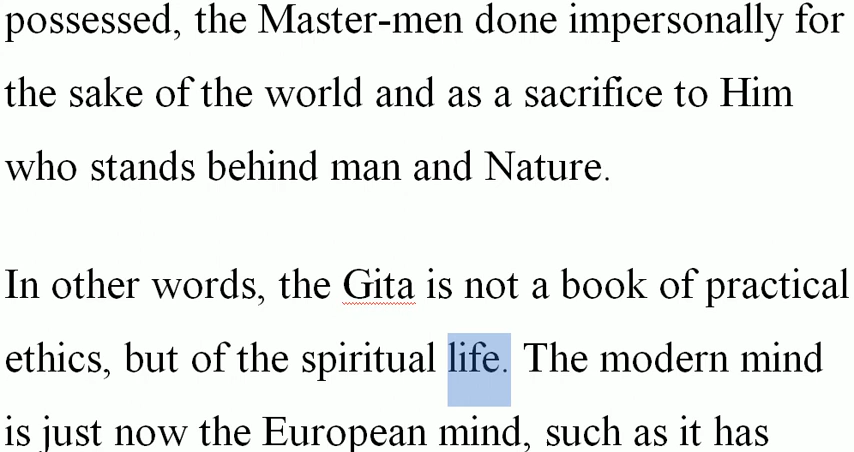 possessed, the Master-men done impersonally for
the sake of the world and as a sacrifice to Him
who stands behind man and Nature.
In other words, the Gita is not a book of practical
ethics, but of the spiritual life. The modern mind
is just now the European mind, such as it has